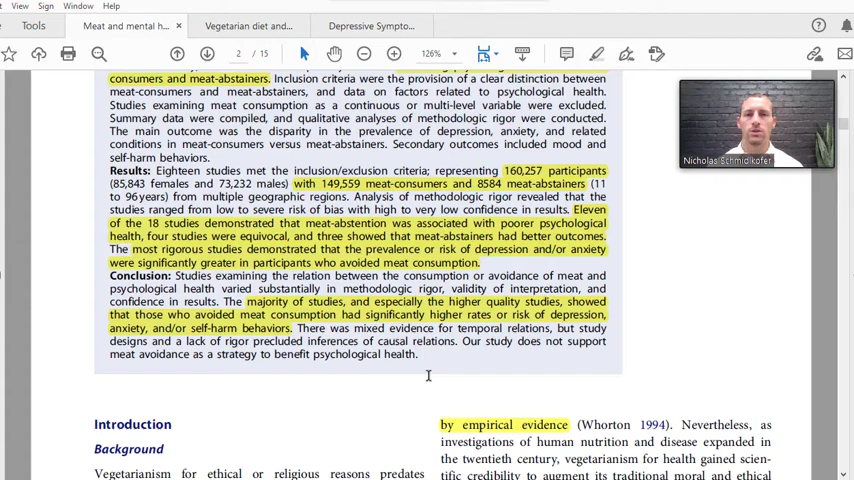 Sign Window Help
Tools
Meat and mental h... ×
Vegetarian diet and...
Depressive Sympto...
2 / 15
126%
Nicholas Schmidlkofer
consumers and meat-abstainers. Inclusion criteria were the provision of a clear distinction between
meat-consumers and meat-abstainers, and data on factors related to psychological health.
Studies examining meat consumption as a continuous or multi-level variable were excluded.
Summary data were compiled, and qualitative analyses of methodologic rigor were conducted.
The main outcome was the disparity in the prevalence of depression, anxiety, and related
conditions in meat-consumers versus meat-abstainers. Secondary outcomes included mood and
self-harm behaviors.
Results: Eighteen studies met the inclusion/exclusion criteria; representing 160,257 participants
(85,843 females and 73,232 males) with 149,559 meat-consumers and 8584 meat-abstainers (11
to 96 years) from multiple geographic regions. Analysis of methodologic rigor revealed that the
studies ranged from low to severe risk of bias with high to very low confidence in results. Eleven
of the 18 studies demonstrated that meat-abstention was associated with poorer psychological
health, four studies were equivocal, and three showed that meat-abstainers had better outcomes.
The most rigorous studies demonstrated that the prevalence or risk of depression and/or anxiety
were significantly greater in participants who avoided meat consumption.
Conclusion: Studies examining the relation between the consumption or avoidance of meat and
psychological health varied substantially in methodologic rigor, validity of interpretation, and
confidence in results. The majority of studies, and especially the higher quality studies, showed
that those who avoided meat consumption had significantly higher rates or risk of depression,
anxiety, and/or self-harm behaviors. There was mixed evidence for temporal relations, but study
designs and a lack of rigor precluded inferences of causal relations. Our study does not support
meat avoidance as a strategy to benefit psychological health.
Introduction
Background
Vegetarianism for ethical or religious reasons predates
by empirical evidence (Whorton 1994). Nevertheless, as
investigations of human nutrition and disease expanded in
the twentieth century, vegetarianism for health gained scien-
tific credibility to augment its traditional moral and ethical